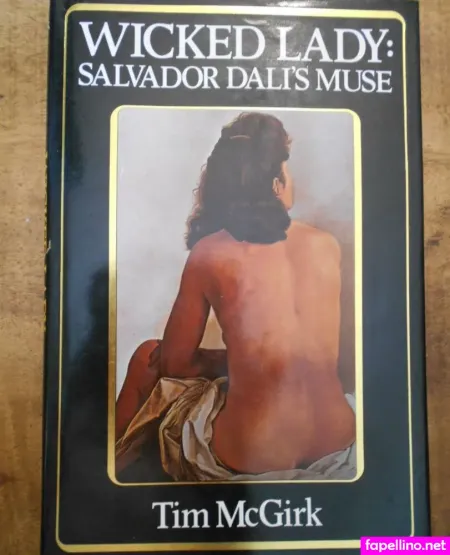 WICKED LADY:
SALVADOR DALI'S MUSE
Tim McGirk
fapellino.net